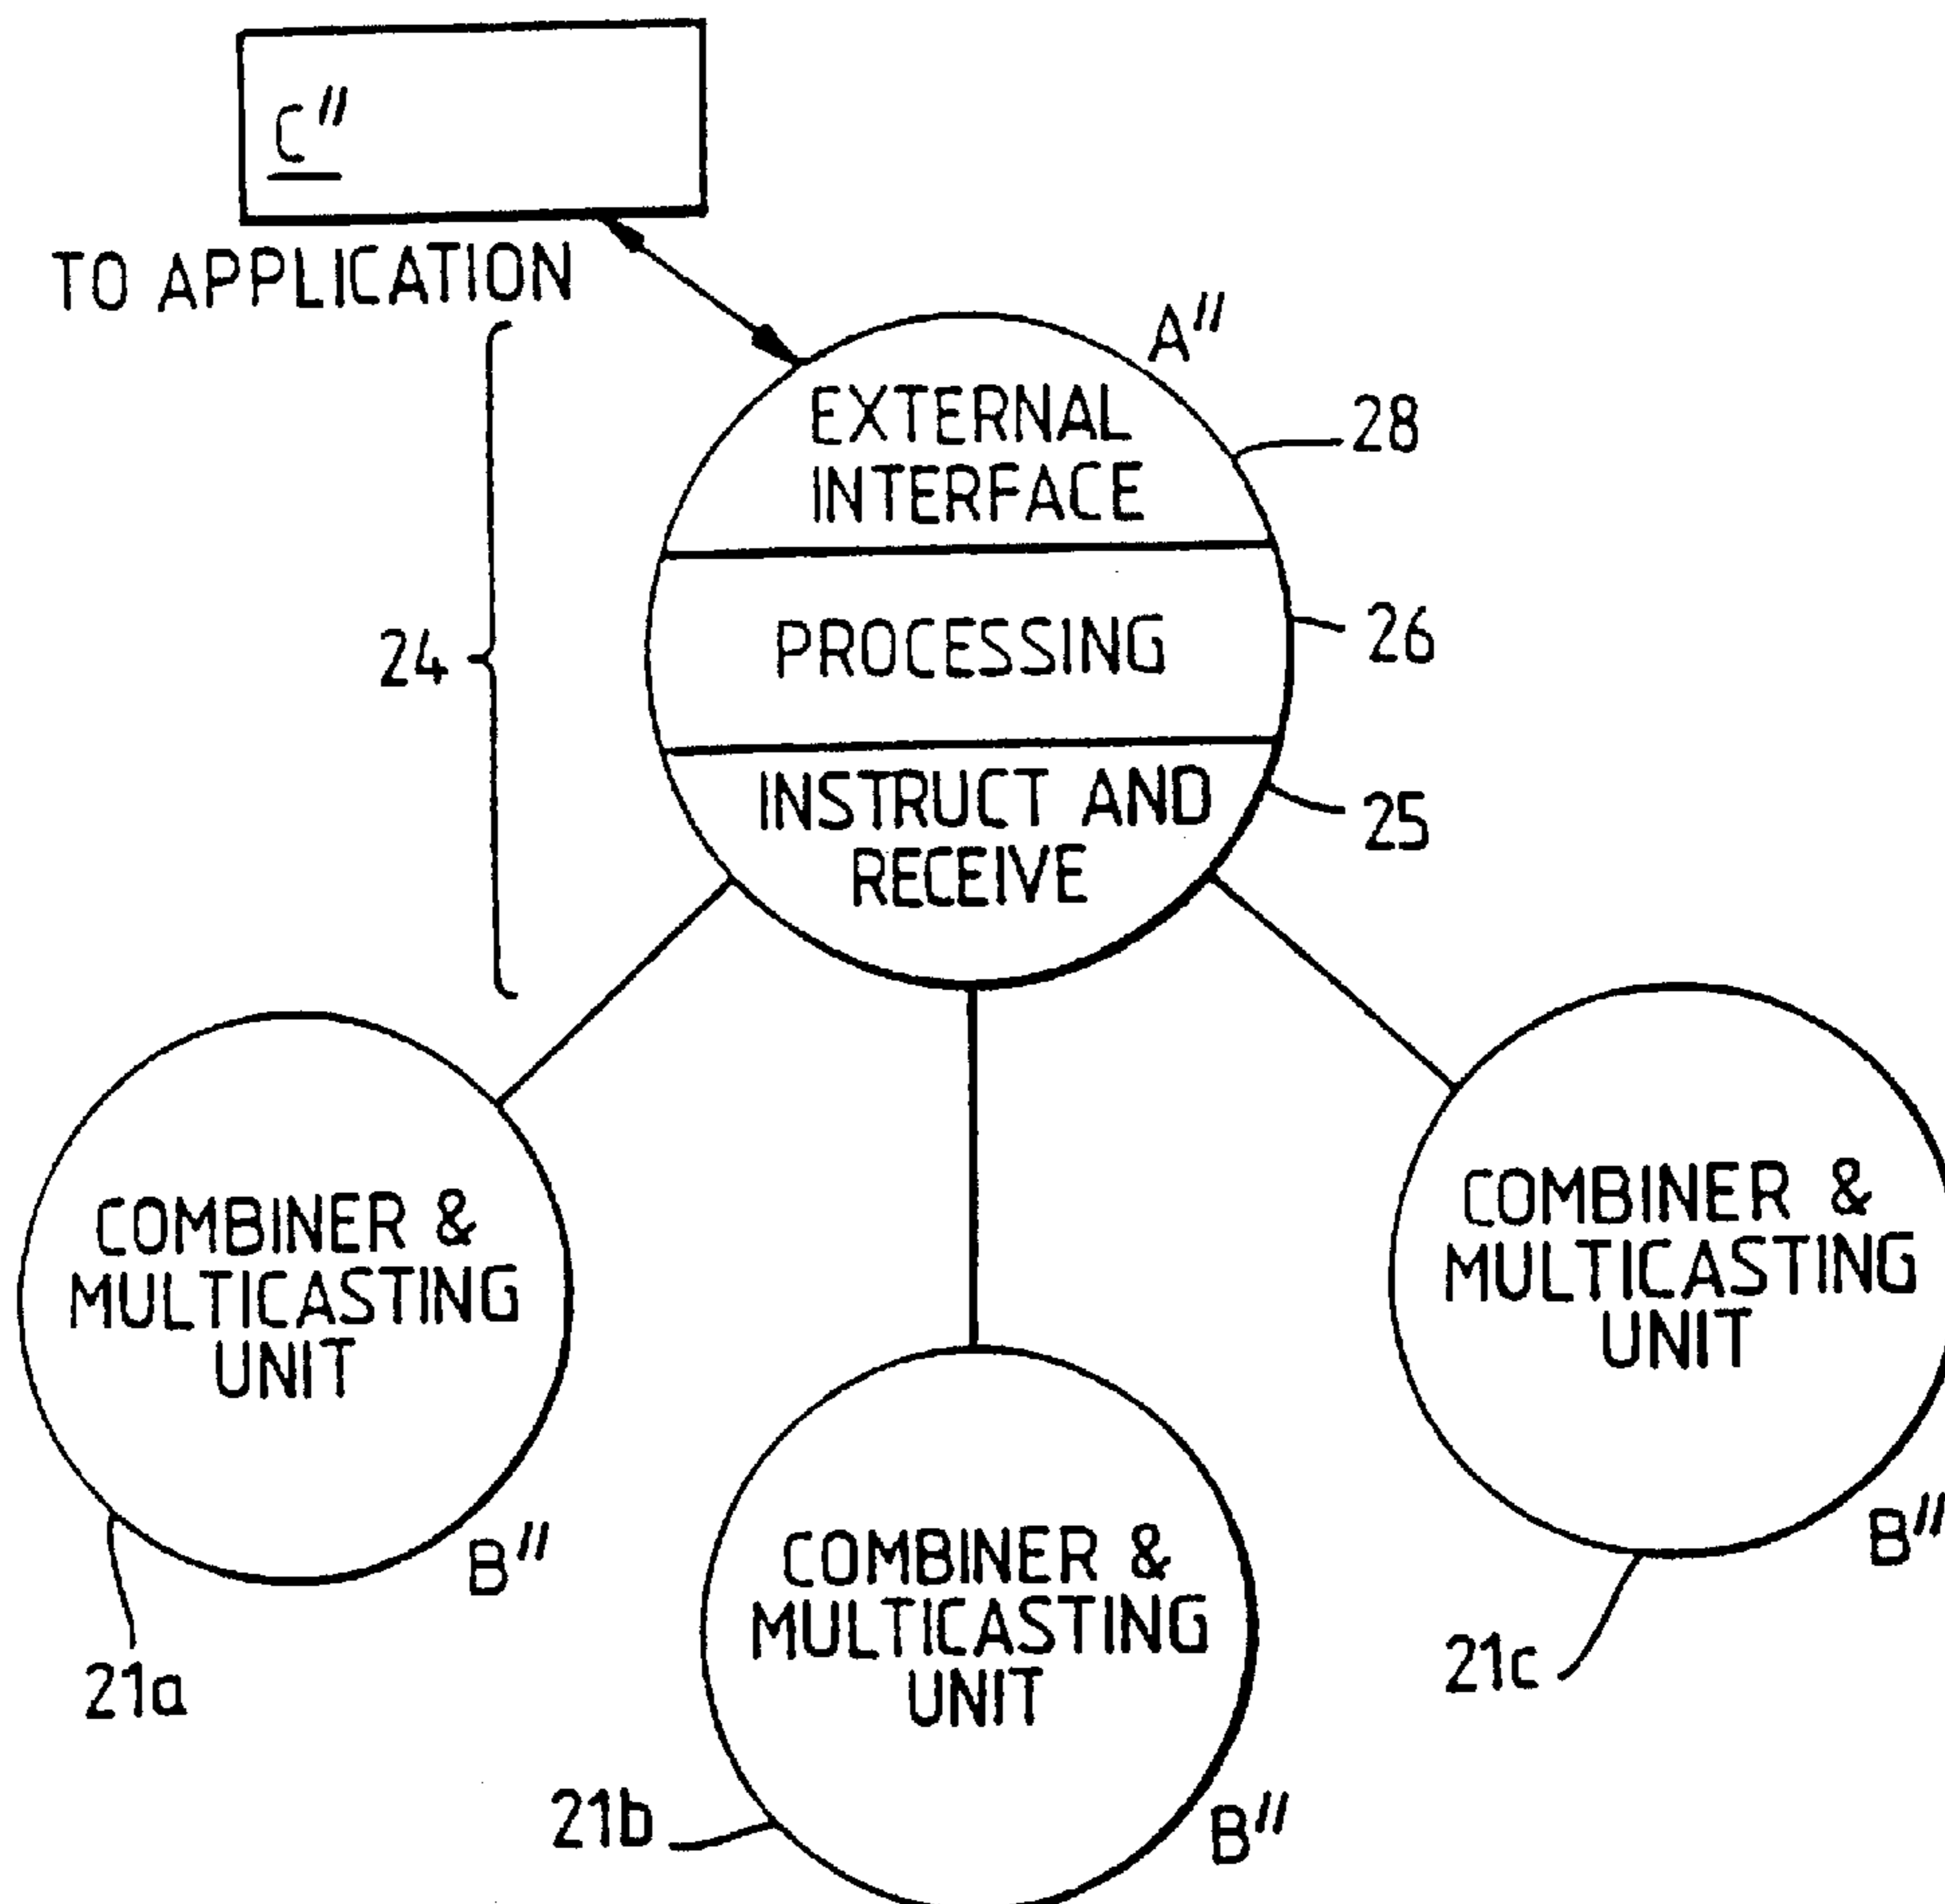 C"
TO APPLICATION
A"
EXTERNAL
INTERFACE
28
PROCESSING
26
24
INSTRUCT AND
RECEIVE
25
COMBINER &
MULTICASTING
UNIT
B"
21a
COMBINER &
MULTICASTING
UNIT
B"
21b
COMBINER &
MULTICASTING
UNIT
B"
21c